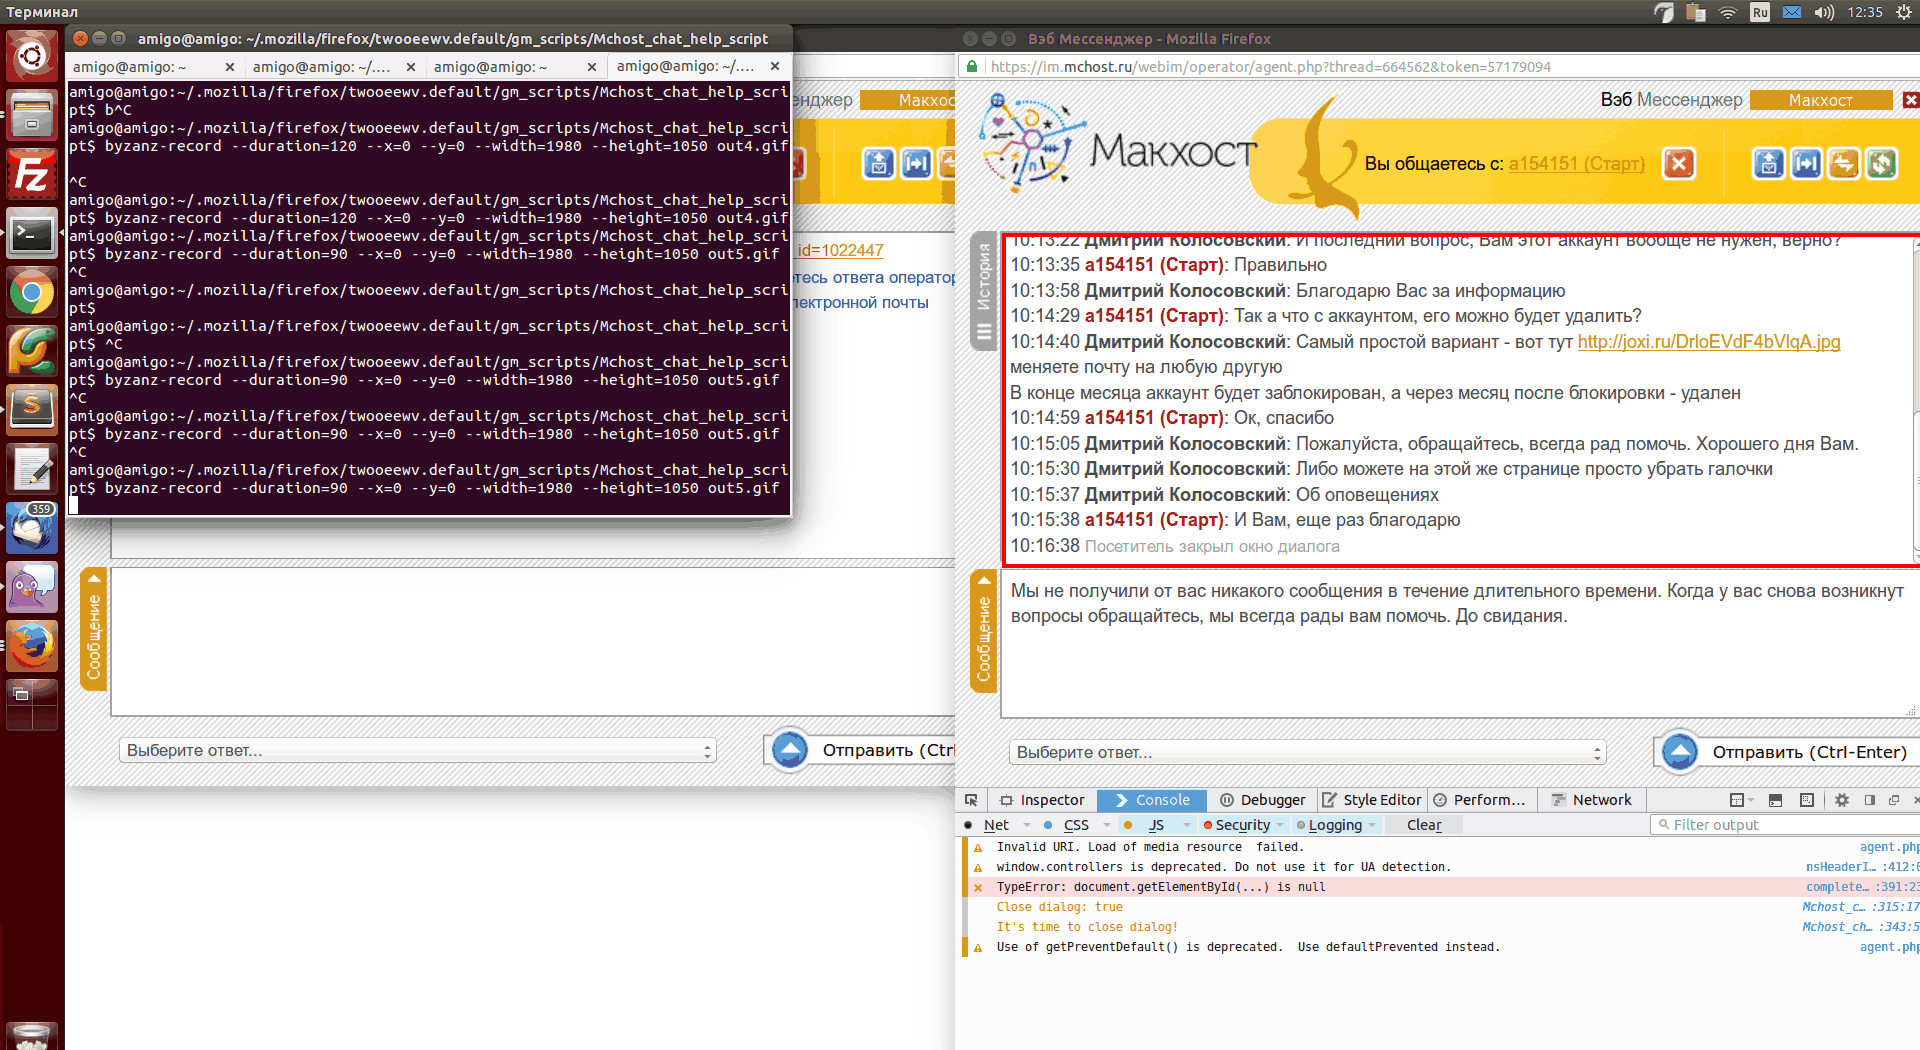 Терминал
Ru
12:35
amigo@amigo: ~/.mozilla/firefox/twooeewv.default/gm_scripts/Mchost_chat_help_script
amigo@amigo: ~
amigo@amigo: ~/....
amigo@amigo: ~
amigo@amigo: ~/....
amigo@amigo:~/.mozilla/firefox/twooeewv.default/gm_scripts/Mchost_chat_help_scri
pt$ b^C
amigo@amigo:~/.mozilla/firefox/twooeewv.default/gm_scripts/Mchost_chat_help_scri
pt$ byzanz-record --duration=120 --x=0 --y=0 --width=1980 --height=1050 out4.gif
^C
amigo@amigo:~/.mozilla/firefox/twooeewv.default/gm_scripts/Mchost_chat_help_scri
pt$ byzanz-record --duration=120 --x=0 --y=0 --width=1980 --height=1050 out4.gif
amigo@amigo:~/.mozilla/firefox/twooeewv.default/gm_scripts/Mchost_chat_help_scri
pt$ byzanz-record --duration=90 --x=0 --y=0 --width=1980 --height=1050 out5.gif
^C
amigo@amigo:~/.mozilla/firefox/twooeewv.default/gm_scripts/Mchost_chat_help_scri
pt$
amigo@amigo:~/.mozilla/firefox/twooeewv.default/gm_scripts/Mchost_chat_help_scri
pt$ ^C
amigo@amigo:~/.mozilla/firefox/twooeewv.default/gm_scripts/Mchost_chat_help_scri
pt$ byzanz-record --duration=90 --x=0 --y=0 --width=1980 --height=1050 out5.gif
^C
amigo@amigo:~/.mozilla/firefox/twooeewv.default/gm_scripts/Mchost_chat_help_scri
pt$ byzanz-record --duration=90 --x=0 --y=0 --width=1980 --height=1050 out5.gif
^C
amigo@amigo:~/.mozilla/firefox/twooeewv.default/gm_scripts/Mchost_chat_help_scri
pt$ byzanz-record --duration=90 --x=0 --y=0 --width=1980 --height=1050 out5.gif
359
енджер
Макхос
_id=1022447
етесь ответа оператор
лектронной почты
Сообщение
Выберите ответ...
Отправить (Ctrl
Вэб Мессенджер - Mozilla Firefox
https://im.mchost.ru/webim/operator/agent.php?thread=664562&token=57179094
Вэб Мессенджер
Макхост
Макхост
Вы общаетесь с: a154151 (Старт)
История
10:13:22 Дмитрий Колосовский: И последний вопрос, Вам этот аккаунт вообще не нужен, верно?
10:13:35 a154151 (Старт): Правильно
10:13:58 Дмитрий Колосовский: Благодарю Вас за информацию
10:14:29 a154151 (Старт): Так а что с аккаунтом, его можно будет удалить?
10:14:40 Дмитрий Колосовский: Самый простой вариант - вот тут http://joxi.ru/DrloEVdF4bVlqA.jpg
меняете почту на любую другую
В конце месяца аккаунт будет заблокирован, а через месяц после блокировки - удален
10:14:59 a154151 (Старт): Ок, спасибо
10:15:05 Дмитрий Колосовский: Пожалуйста, обращайтесь, всегда рад помочь. Хорошего дня Вам.
10:15:30 Дмитрий Колосовский: Либо можете на этой же странице просто убрать галочки
10:15:37 Дмитрий Колосовский: Об оповещениях
10:15:38 a154151 (Старт): И Вам, еще раз благодарю
10:16:38 Посетитель закрыл окно диалога
Сообщение
Мы не получили от вас никакого сообщения в течение длительного времени. Когда у вас снова возникнут
вопросы обращайтесь, мы всегда рады вам помочь. До свидания.
Выберите ответ...
Отправить (Ctrl-Enter)
Inspector
Console
Debugger
Style Editor
Perform...
Network
Net
CSS
JS
Security
Logging
Clear
Filter output
Invalid URI. Load of media resource  failed. agent.php
window.controllers is deprecated. Do not use it for UA detection. nsHeaderI... :412:0
TypeError: document.getElementById(...) is null complete... :391:23
Close dialog: true Mchost_c... :315:17
It's time to close dialog! Mchost_ch... :343:5
Use of getPreventDefault() is deprecated.  Use defaultPrevented instead. agent.php